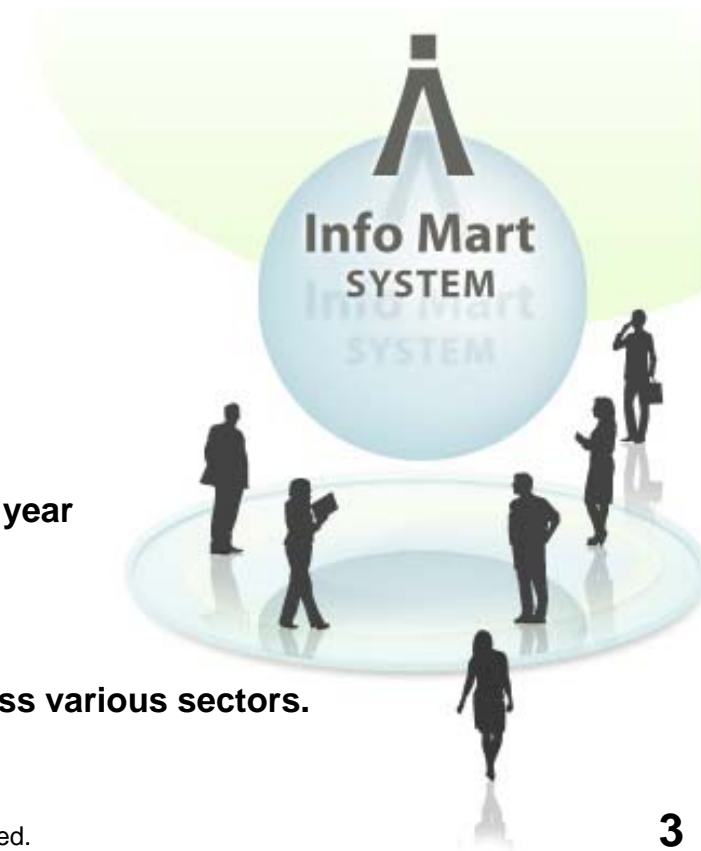 Info Mart
SYSTEM
Info Mart
SYSTEM
year
ss various sectors.
ed.
3